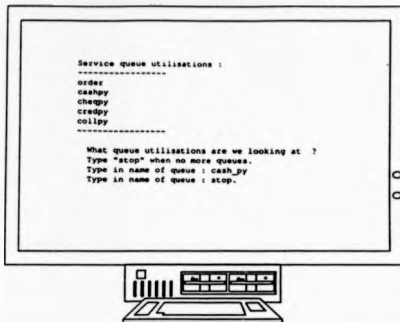 Service queue utilisations :
-----------------
order
cashpy
cheqpy
credpy
collpy
-----------------
What queue utilisations are we looking at ?
Type "stop" when no more queues.
Type in name of queue : cash_py
Type in name of queue : stop.